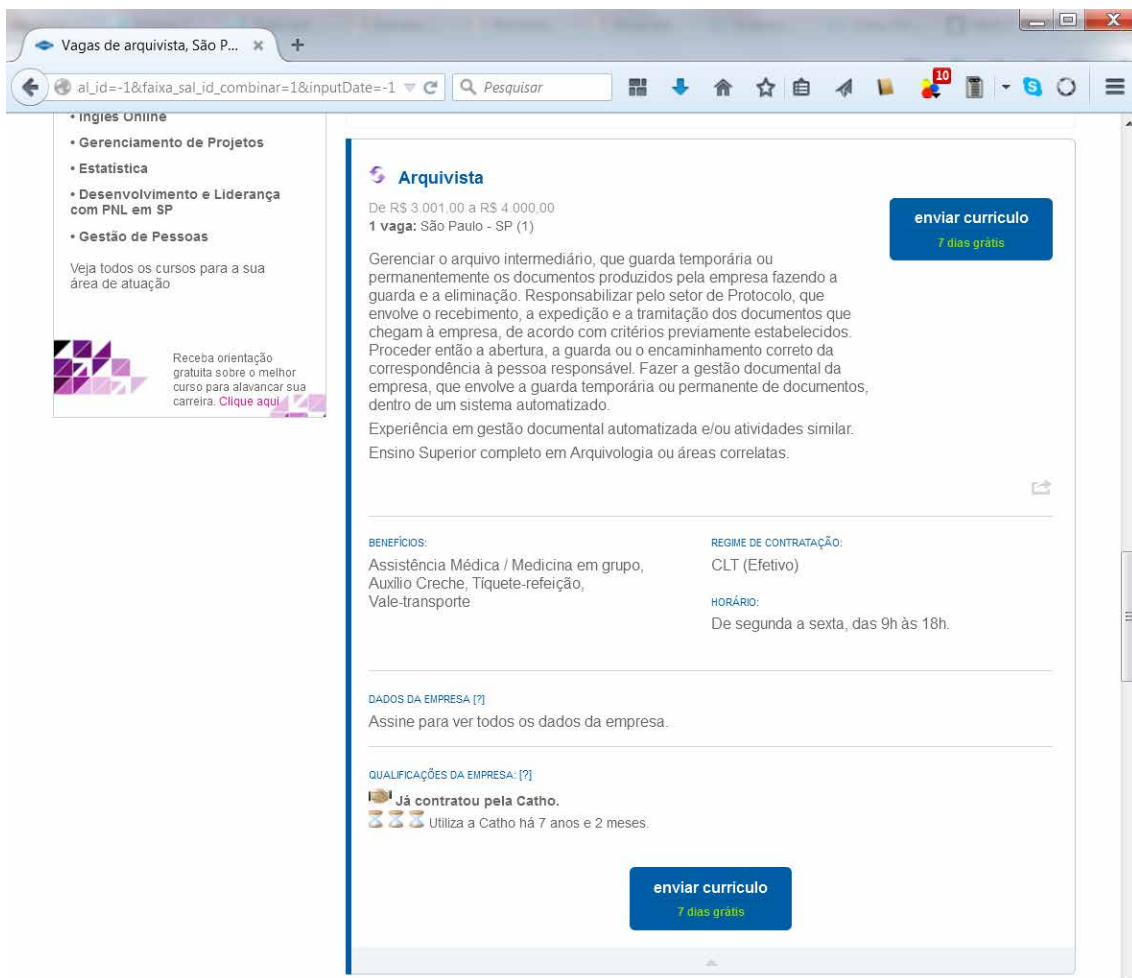 Vagas de arquivista, São P...
al_id=-1&faixa_sal_id_combinar=1&inputDate=-1
Pesquisar
10
• Inglês Online
• Gerenciamento de Projetos
• Estatística
• Desenvolvimento e Liderança
com PNL em SP
• Gestão de Pessoas
Veja todos os cursos para a sua
área de atuação
Receba orientação
gratuita sobre o melhor
curso para alavancar sua
carreira. Clique aqui
Arquivista
De R$ 3.001,00 a R$ 4.000,00
1 vaga: São Paulo - SP (1)
enviar curriculo
7 dias grátis
Gerenciar o arquivo intermediário, que guarda temporária ou
permanentemente os documentos produzidos pela empresa fazendo a
guarda e a eliminação. Responsabilizar pelo setor de Protocolo, que
envolve o recebimento, a expedição e a tramitação dos documentos que
chegam à empresa, de acordo com critérios previamente estabelecidos.
Proceder então a abertura, a guarda ou o encaminhamento correto da
correspondência à pessoa responsável. Fazer a gestão documental da
empresa, que envolve a guarda temporária ou permanente de documentos,
dentro de um sistema automatizado.
Experiência em gestão documental automatizada e/ou atividades similar.
Ensino Superior completo em Arquivologia ou áreas correlatas.
BENEFÍCIOS:
Assistência Médica / Medicina em grupo,
Auxílio Creche, Tíquete-refeição,
Vale-transporte
REGIME DE CONTRATAÇÃO:
CLT (Efetivo)
HORÁRIO:
De segunda a sexta, das 9h às 18h.
DADOS DA EMPRESA [?]
Assine para ver todos os dados da empresa.
QUALIFICAÇÕES DA EMPRESA: [?]
Já contratou pela Catho.
Utiliza a Catho há 7 anos e 2 meses.
enviar curriculo
7 dias grátis